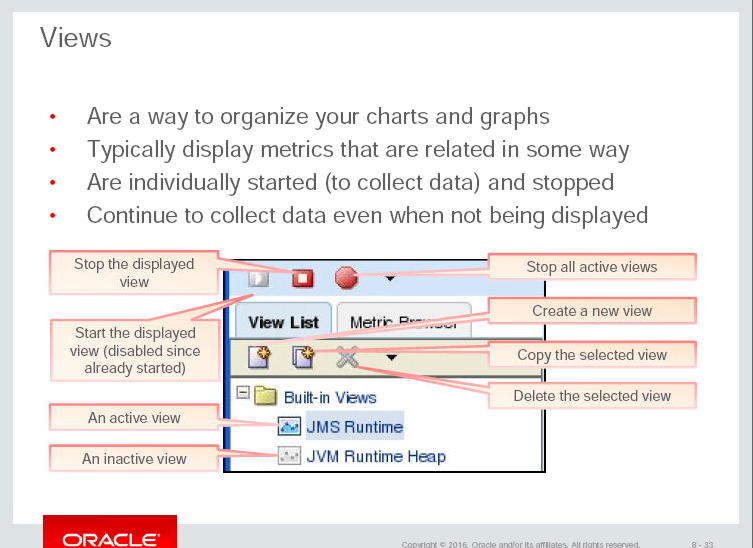 Views
Are a way to organize your charts and graphs
Typically display metrics that are related in some way
Are individually started (to collect data) and stopped
Continue to collect data even when not being displayed
Stop the displayed
view
Stop all active views
Start the displayed
view (disabled since
already started)
View List
Metric Browser
Create a new view
Copy the selected view
Delete the selected view
Built-in Views
An active view
JMS Runtime
An inactive view
JVM Runtime Heap
ORACLE
Copyright © 2016, Oracle and/or its affiliates. All rights reserved.
8 - 33